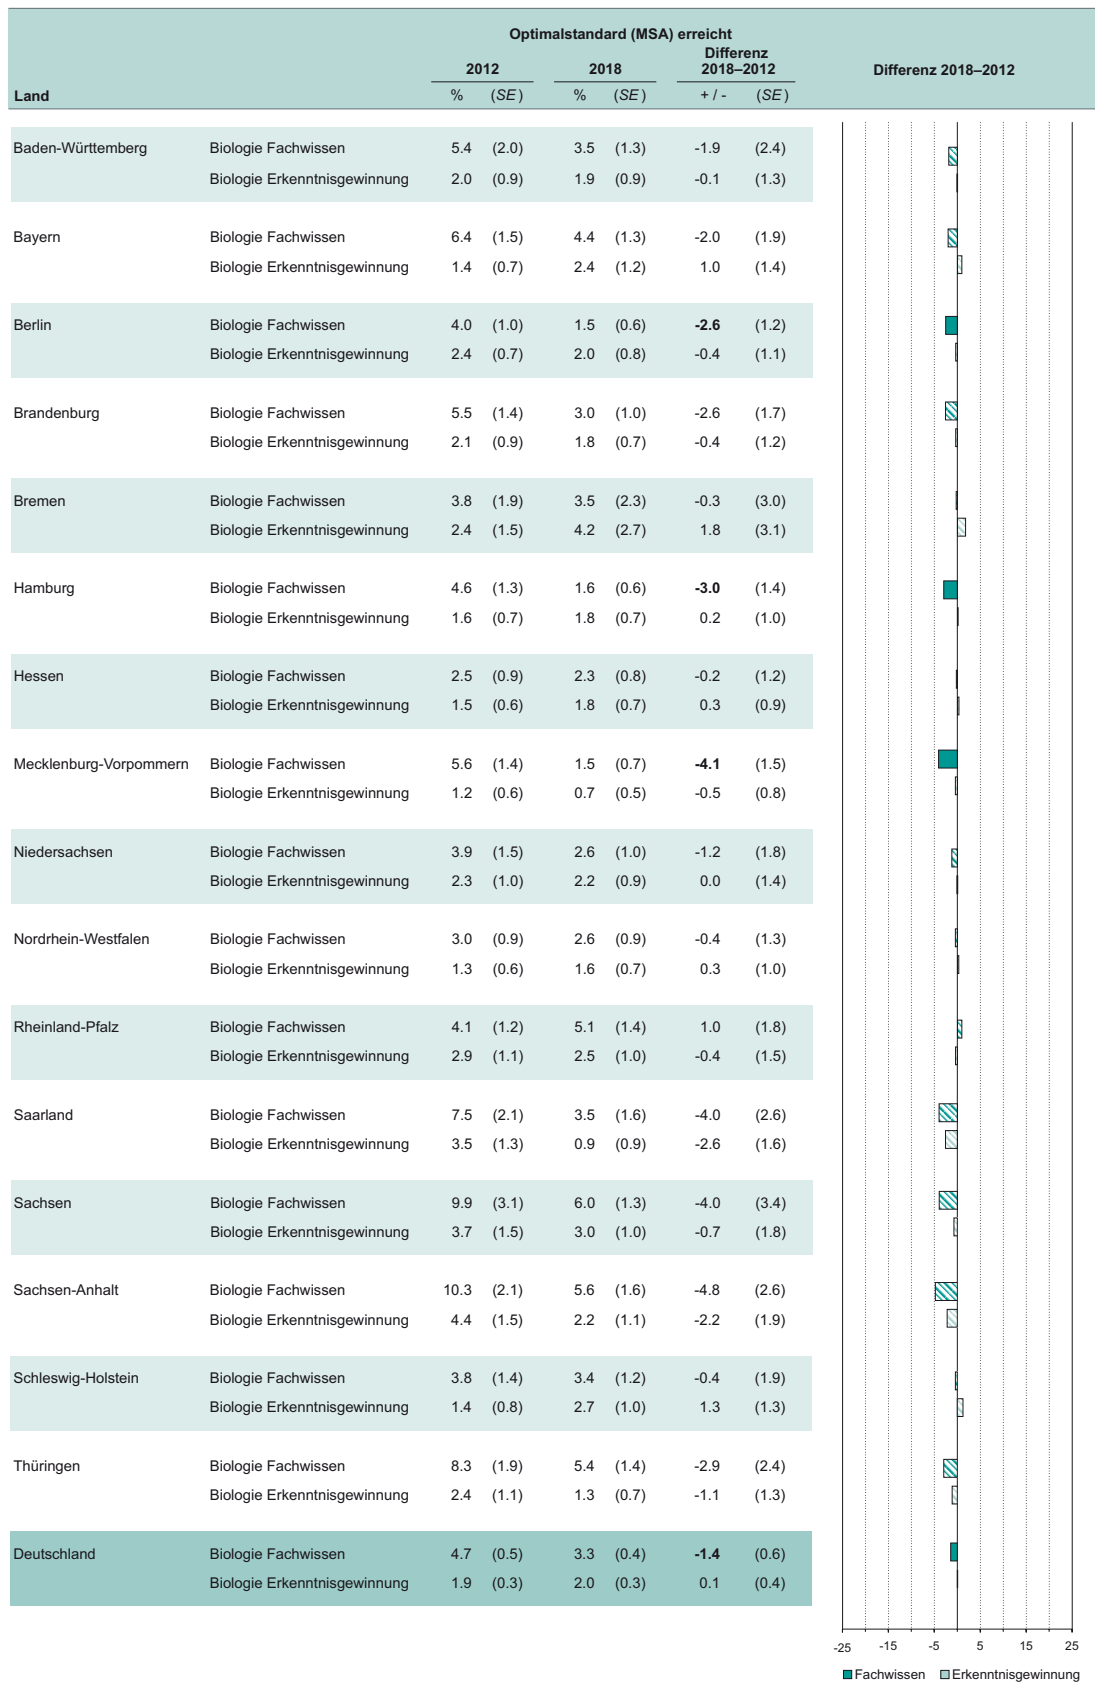 Optimalstandard (MSA) erreicht
2012 2018 Differenz 2018–2012 Differenz 2018–2012
Land % (SE) % (SE) + / - (SE)
Baden-Württemberg Biologie Fachwissen 5.4 (2.0) 3.5 (1.3) -1.9 (2.4)
Biologie Erkenntnisgewinnung 2.0 (0.9) 1.9 (0.9) -0.1 (1.3)
Bayern Biologie Fachwissen 6.4 (1.5) 4.4 (1.3) -2.0 (1.9)
Biologie Erkenntnisgewinnung 1.4 (0.7) 2.4 (1.2) 1.0 (1.4)
Berlin Biologie Fachwissen 4.0 (1.0) 1.5 (0.6) -2.6 (1.2)
Biologie Erkenntnisgewinnung 2.4 (0.7) 2.0 (0.8) -0.4 (1.1)
Brandenburg Biologie Fachwissen 5.5 (1.4) 3.0 (1.0) -2.6 (1.7)
Biologie Erkenntnisgewinnung 2.1 (0.9) 1.8 (0.7) -0.4 (1.2)
Bremen Biologie Fachwissen 3.8 (1.9) 3.5 (2.3) -0.3 (3.0)
Biologie Erkenntnisgewinnung 2.4 (1.5) 4.2 (2.7) 1.8 (3.1)
Hamburg Biologie Fachwissen 4.6 (1.3) 1.6 (0.6) -3.0 (1.4)
Biologie Erkenntnisgewinnung 1.6 (0.7) 1.8 (0.7) 0.2 (1.0)
Hessen Biologie Fachwissen 2.5 (0.9) 2.3 (0.8) -0.2 (1.2)
Biologie Erkenntnisgewinnung 1.5 (0.6) 1.8 (0.7) 0.3 (0.9)
Mecklenburg-Vorpommern Biologie Fachwissen 5.6 (1.4) 1.5 (0.7) -4.1 (1.5)
Biologie Erkenntnisgewinnung 1.2 (0.6) 0.7 (0.5) -0.5 (0.8)
Niedersachsen Biologie Fachwissen 3.9 (1.5) 2.6 (1.0) -1.2 (1.8)
Biologie Erkenntnisgewinnung 2.3 (1.0) 2.2 (0.9) 0.0 (1.4)
Nordrhein-Westfalen Biologie Fachwissen 3.0 (0.9) 2.6 (0.9) -0.4 (1.3)
Biologie Erkenntnisgewinnung 1.3 (0.6) 1.6 (0.7) 0.3 (1.0)
Rheinland-Pfalz Biologie Fachwissen 4.1 (1.2) 5.1 (1.4) 1.0 (1.8)
Biologie Erkenntnisgewinnung 2.9 (1.1) 2.5 (1.0) -0.4 (1.5)
Saarland Biologie Fachwissen 7.5 (2.1) 3.5 (1.6) -4.0 (2.6)
Biologie Erkenntnisgewinnung 3.5 (1.3) 0.9 (0.9) -2.6 (1.6)
Sachsen Biologie Fachwissen 9.9 (3.1) 6.0 (1.3) -4.0 (3.4)
Biologie Erkenntnisgewinnung 3.7 (1.5) 3.0 (1.0) -0.7 (1.8)
Sachsen-Anhalt Biologie Fachwissen 10.3 (2.1) 5.6 (1.6) -4.8 (2.6)
Biologie Erkenntnisgewinnung 4.4 (1.5) 2.2 (1.1) -2.2 (1.9)
Schleswig-Holstein Biologie Fachwissen 3.8 (1.4) 3.4 (1.2) -0.4 (1.9)
Biologie Erkenntnisgewinnung 1.4 (0.8) 2.7 (1.0) 1.3 (1.3)
Thüringen Biologie Fachwissen 8.3 (1.9) 5.4 (1.4) -2.9 (2.4)
Biologie Erkenntnisgewinnung 2.4 (1.1) 1.3 (0.7) -1.1 (1.3)
Deutschland Biologie Fachwissen 4.7 (0.5) 3.3 (0.4) -1.4 (0.6)
Biologie Erkenntnisgewinnung 1.9 (0.3) 2.0 (0.3) 0.1 (0.4)
-25 -15 -5 5 15 25
Fachwissen Erkenntnisgewinnung